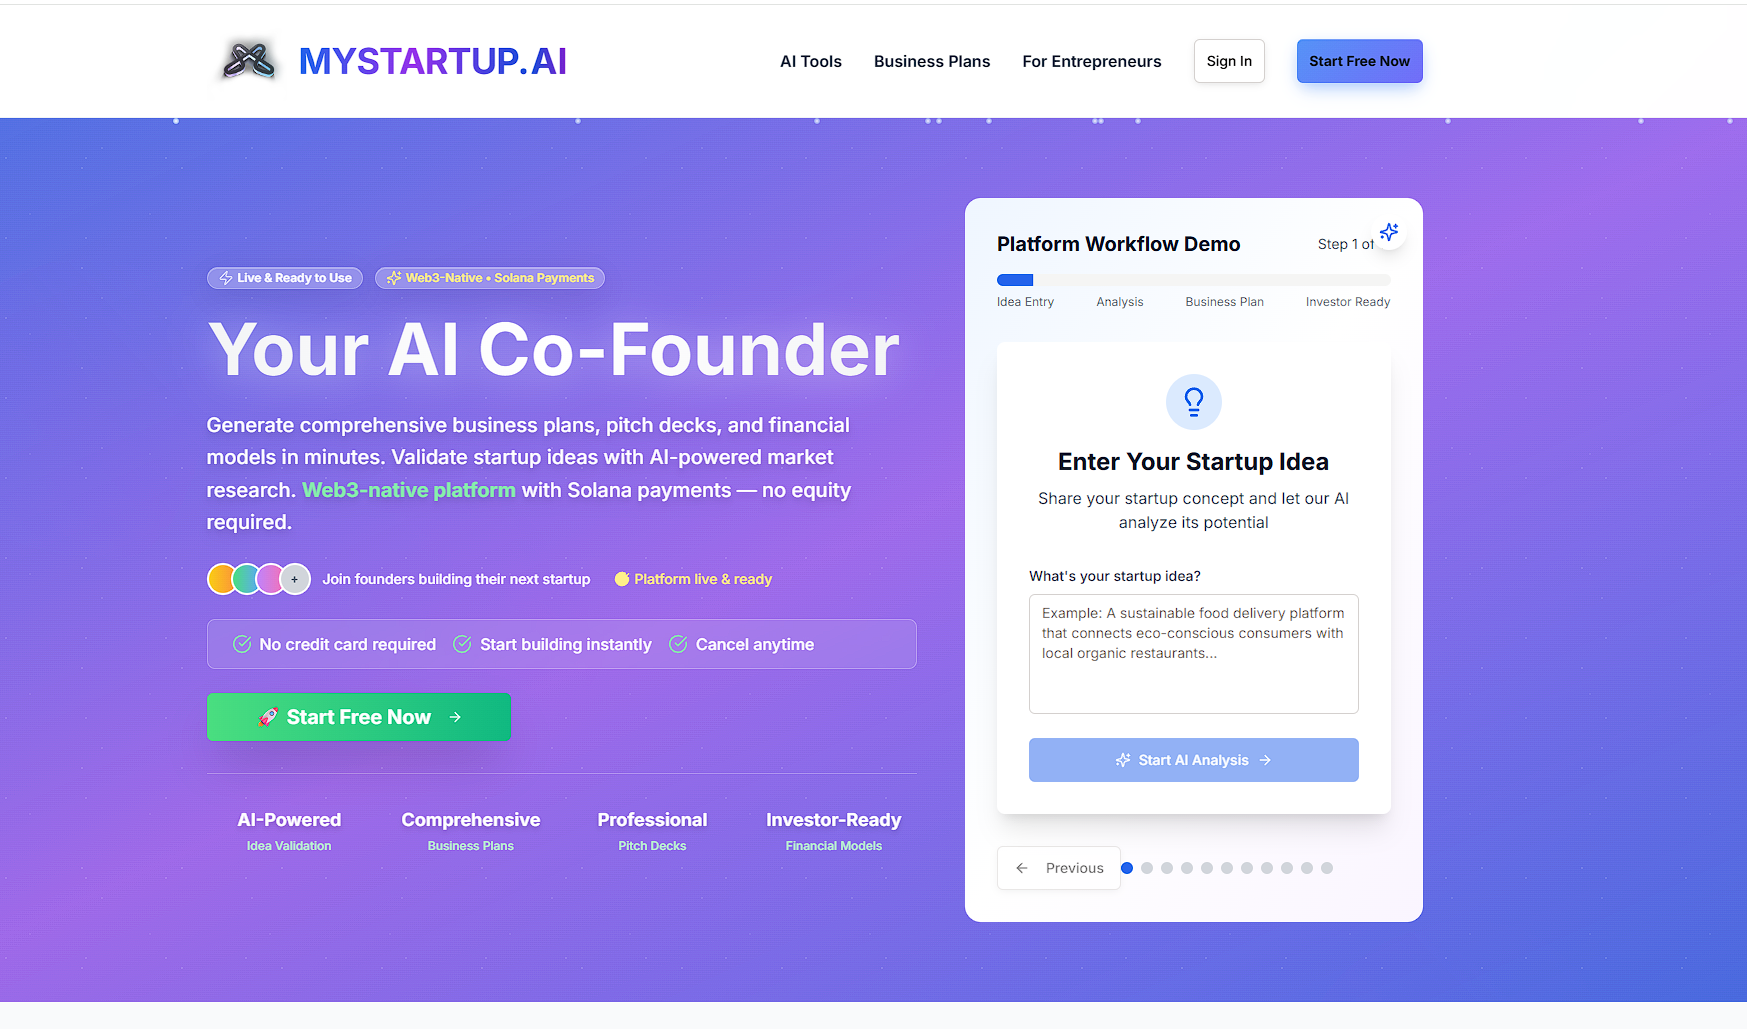 MYSTARTUP.AI
AI Tools
Business Plans
For Entrepreneurs
Sign In
Start Free Now
Live & Ready to Use
Web3-Native • Solana Payments
Your AI Co-Founder
Generate comprehensive business plans, pitch decks, and financial
models in minutes. Validate startup ideas with AI-powered market
research. Web3-native platform with Solana payments — no equity
required.
+
Join founders building their next startup
Platform live & ready
No credit card required
Start building instantly
Cancel anytime
🚀 Start Free Now →
AI-Powered
Idea Validation
Comprehensive
Business Plans
Professional
Pitch Decks
Investor-Ready
Financial Models
Platform Workflow Demo
Step 1 of
Idea Entry
Analysis
Business Plan
Investor Ready
Enter Your Startup Idea
Share your startup concept and let our AI
analyze its potential
What's your startup idea?
Example: A sustainable food delivery platform
that connects eco-conscious consumers with
local organic restaurants...
Start AI Analysis →
← Previous